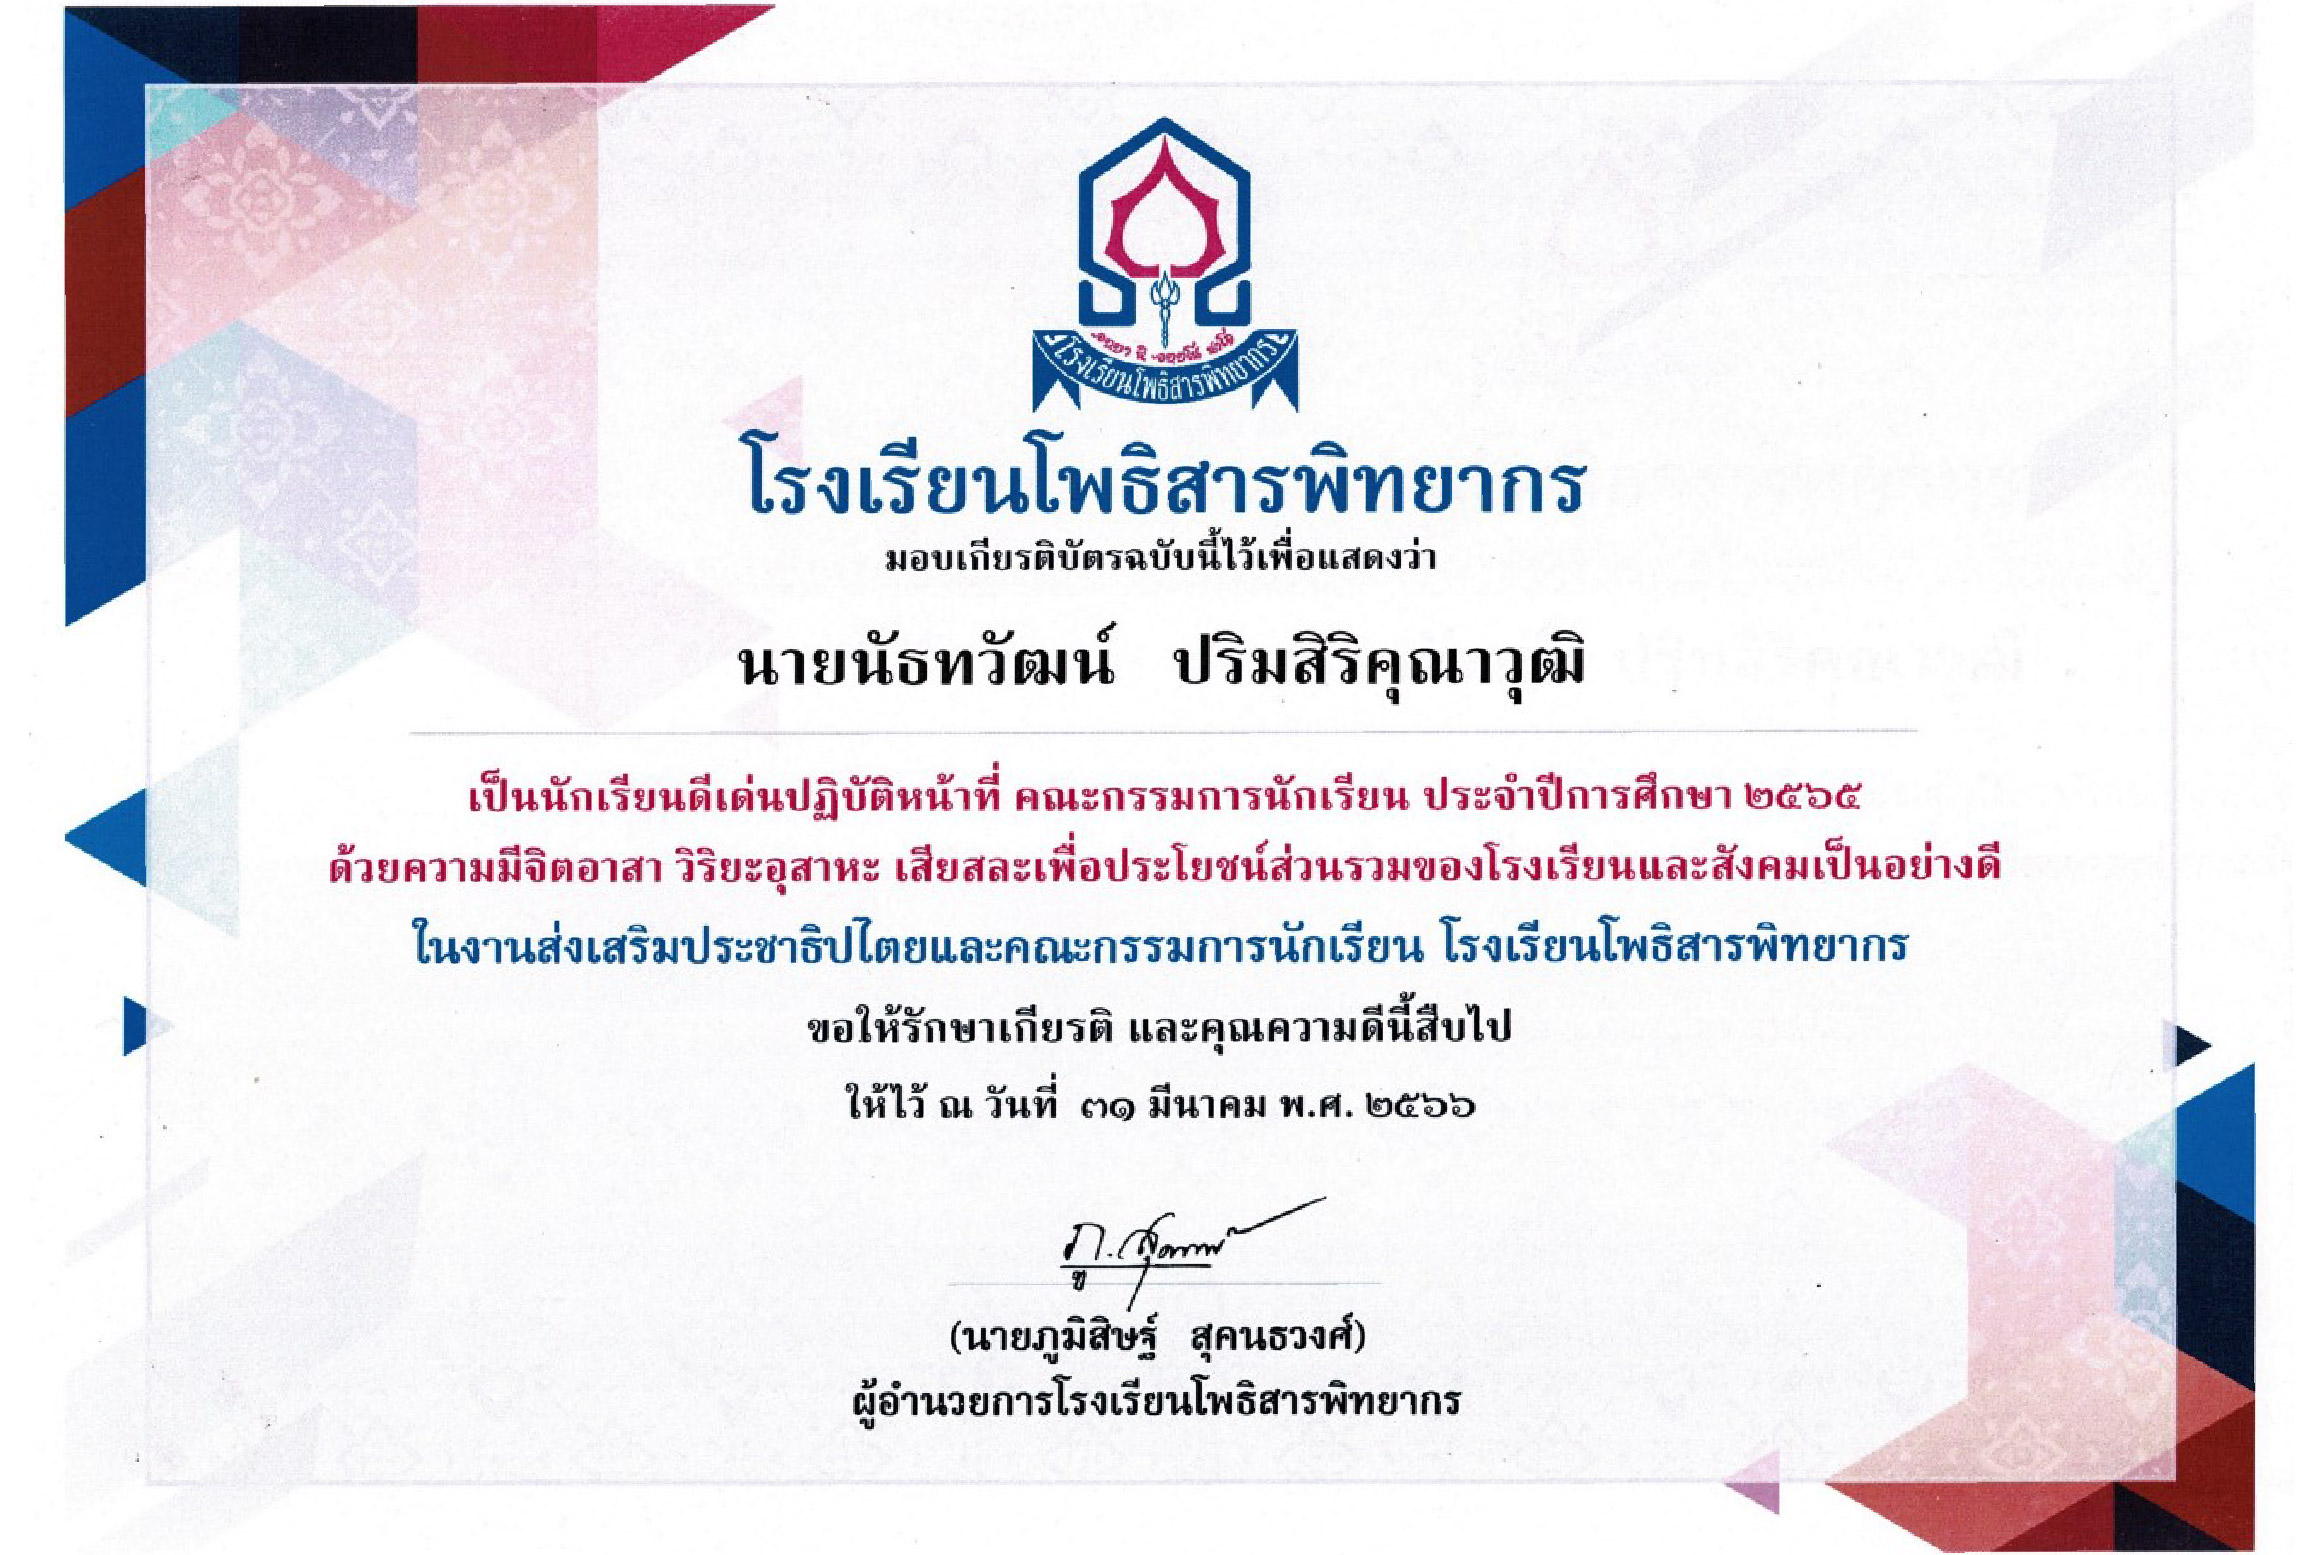 โรงเรียนโพธิสารพิทยากร
โรงเรียนโพธิสารพิทยากร
มอบเกียรติบัตรฉบับนี้ไว้เพื่อแสดงว่า
นายนัธทวัฒน์ ปริมสิริคุณาวุฒิ
เป็นนักเรียนดีเด่นปฏิบัติหน้าที่ คณะกรรมการนักเรียน ประจำปีการศึกษา ๒๕๖๕
ด้วยความมีจิตอาสา วิริยะอุสาหะ เสียสละเพื่อประโยชน์ส่วนรวมของโรงเรียนและสังคมเป็นอย่างดี
ในงานส่งเสริมประชาธิปไตยและคณะกรรมการนักเรียน โรงเรียนโพธิสารพิทยากร
ขอให้รักษาเกียรติ และคุณความดีนี้สืบไป
ให้ไว้ ณ วันที่ ๓๑ มีนาคม พ.ศ. ๒๕๖๖
(นายภูมิสิษฐ์ สุคนธวงศ์)
ผู้อำนวยการโรงเรียนโพธิสารพิทยากร